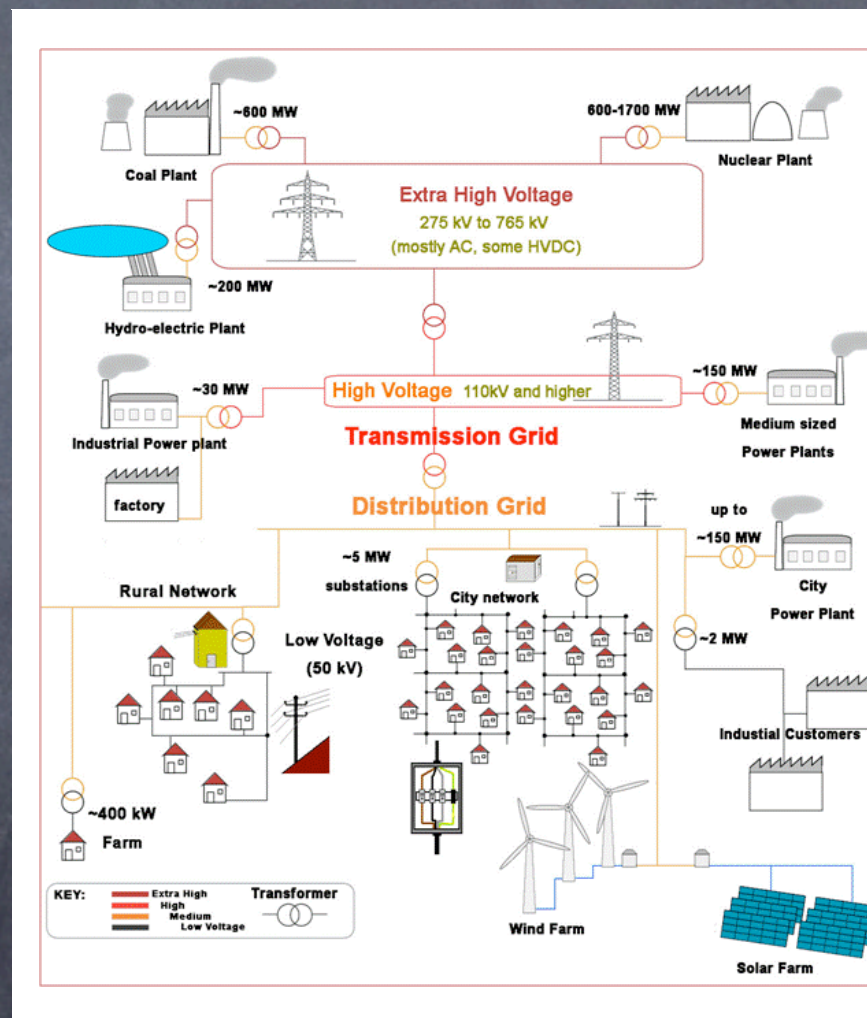 ~600 MW
600-1700 MW
Coal Plant
Nuclear Plant
Extra High Voltage
275 kV to 765 kV
(mostly AC, some HVDC)
~200 MW
Hydro-electric Plant
~30 MW
High Voltage 110kV and higher
~150 MW
Industrial Power plant
Medium sized
Power Plants
Transmission Grid
factory
Distribution Grid
up to
~150 MW
~5 MW
substations
Rural Network
City network
City
Power Plant
Low Voltage
(50 kV)
~2 MW
Industial Customers
~400 kW
Farm
KEY:
Extra High
High
Medium
Low Voltage
Transformer
Wind Farm
Solar Farm